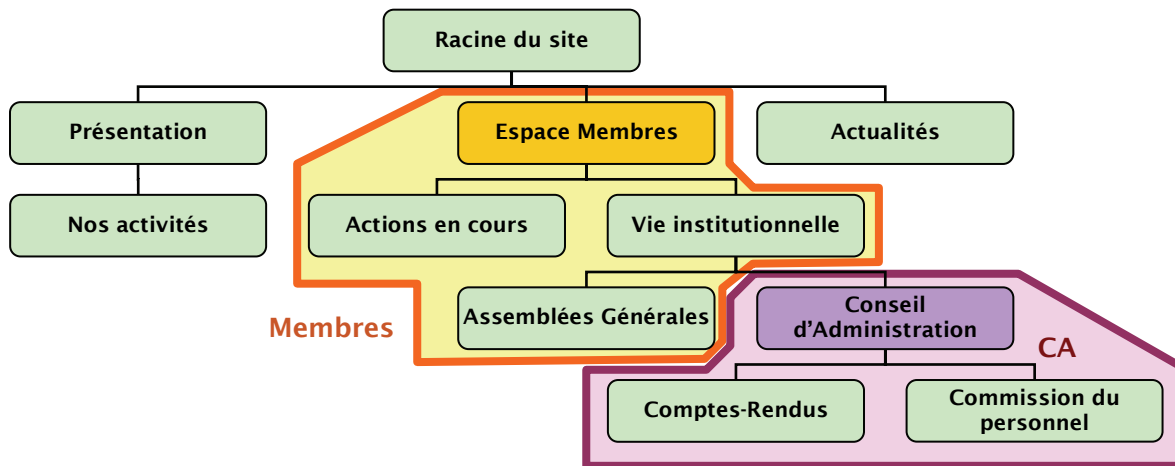 Racine du site
Présentation
Espace Membres
Actualités
Nos activités
Actions en cours
Vie institutionnelle
Membres
Assemblées Générales
Conseil
d'Administration
CA
Comptes-Rendus
Commission du
personnel